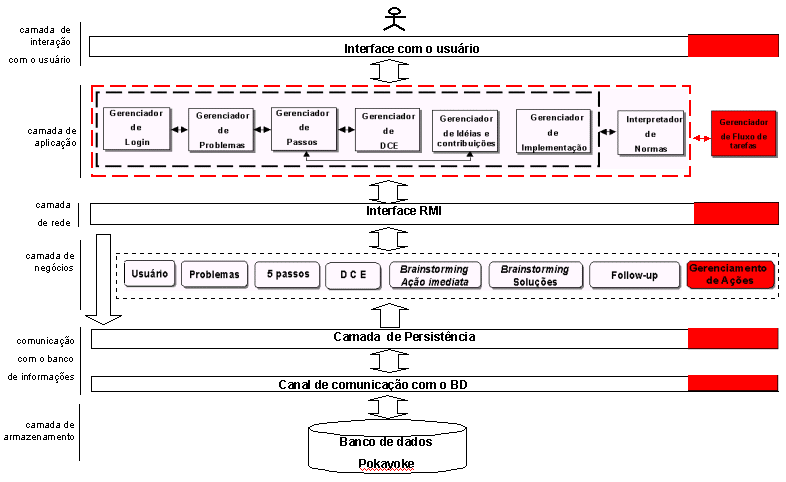 camada de
interação
com o usuário
Interface com o usuário
camada de
aplicação
Gerenciador
de
Login
Gerenciador
de
Problemas
Gerenciador
de
Passos
Gerenciador
de
DCE
Gerenciador
de Idéias e
contribuições
Gerenciador
de
Implementação
Interpretador
de
Normas
Gerenciador
de Fluxo de
tarefas
camada
de rede
Interface RMI
camada de
negócios
Usuário
Problemas
5 passos
D C E
Brainstorming
Ação imediata
Brainstorming
Soluções
Follow-up
Gerenciamento
de Ações
comunicação
com o banco
de informações
Camada de Persistência
Canal de comunicação com o BD
camada de
armazenamento
Banco de dados
Pokayoke